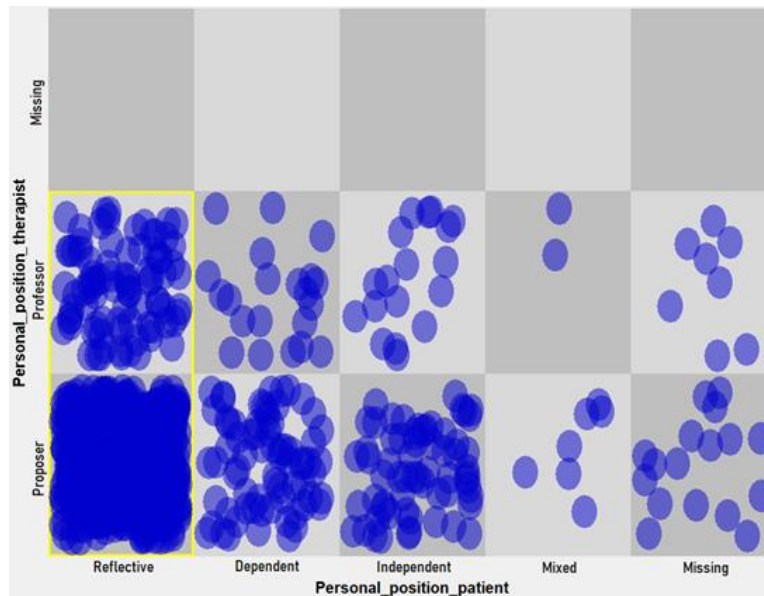 Personal_position_therapist
Missing
Professor
Proposer
Reflective Dependent Independent Mixed Missing
Personal_position_patient